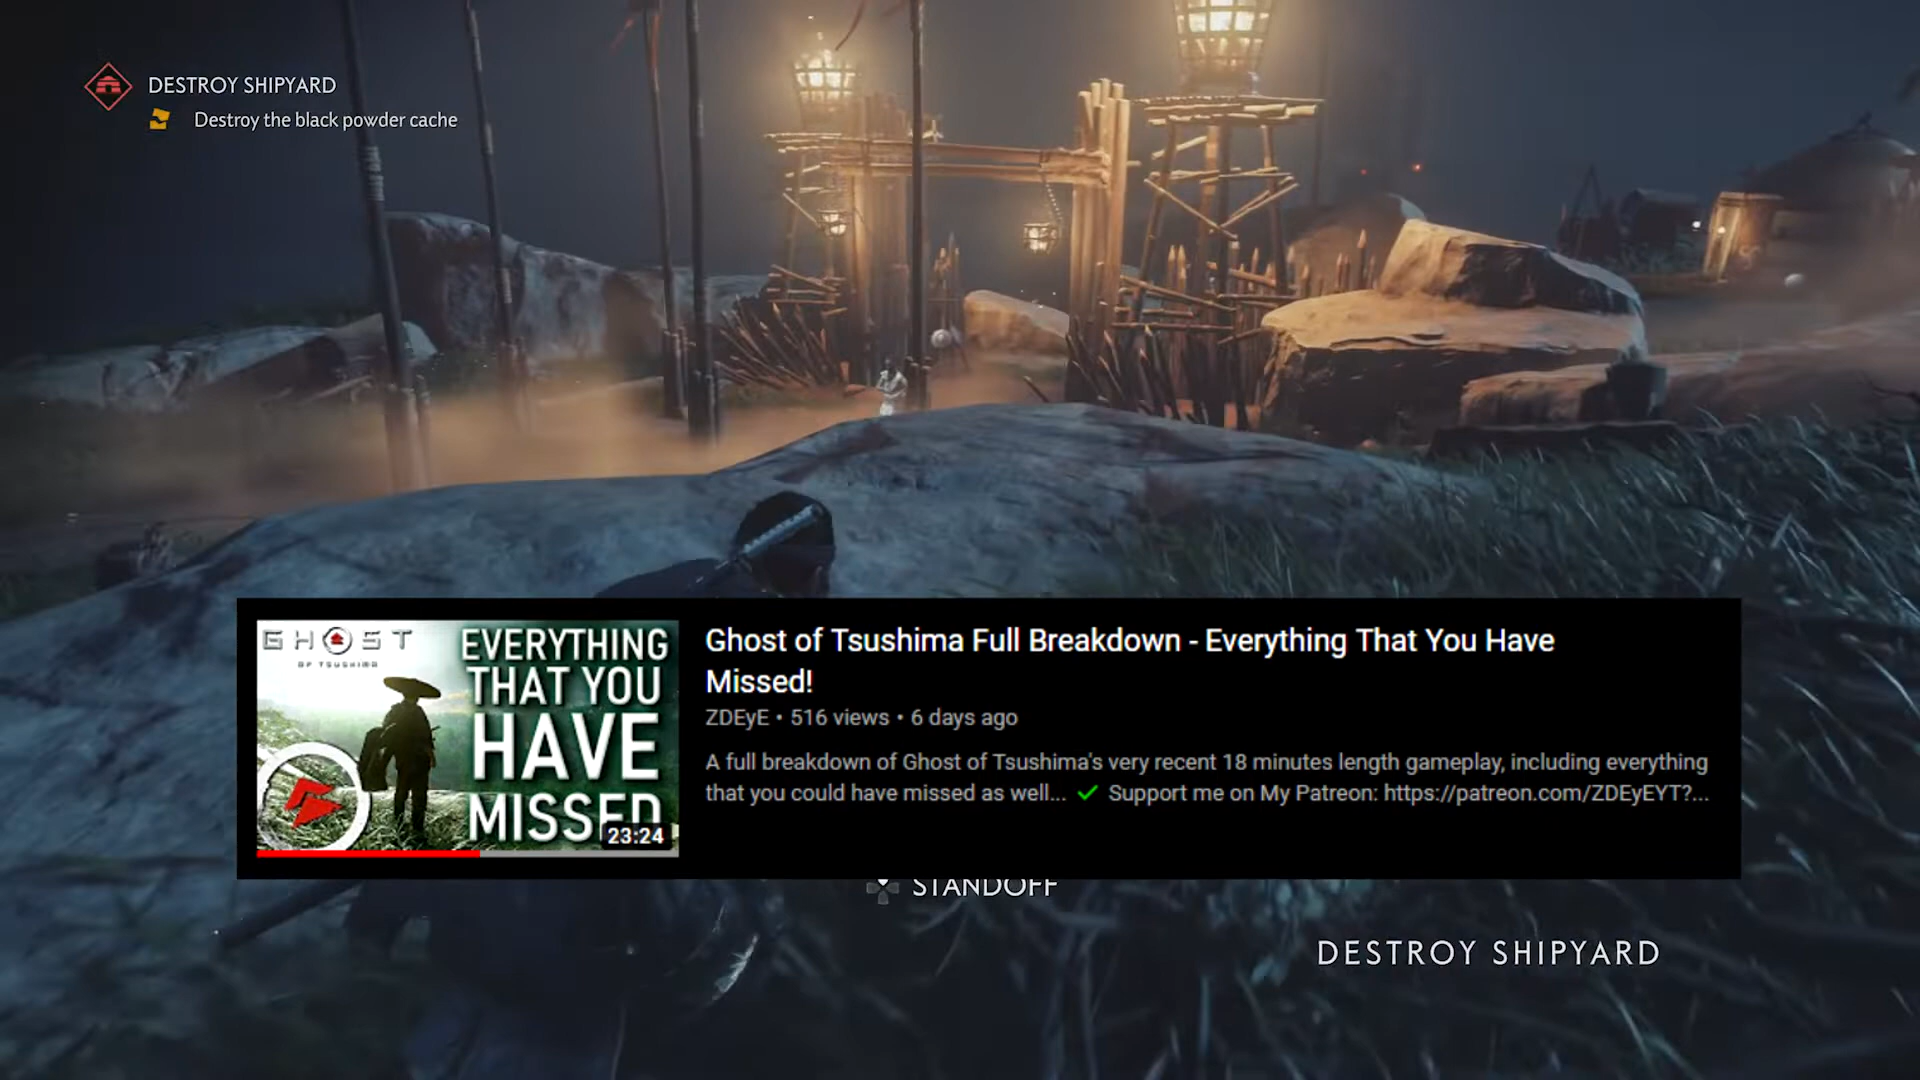 DESTROY SHIPYARD
Destroy the black powder cache
GHOST
OF TSUSHIMA
EVERYTHING
THAT YOU
HAVE
MISSED
23:24
Ghost of Tsushima Full Breakdown - Everything That You Have
Missed!
ZDEyE • 516 views • 6 days ago
A full breakdown of Ghost of Tsushima's very recent 18 minutes length gameplay, including everything
that you could have missed as well... ✓ Support me on My Patreon: https://patreon.com/ZDEyEYT?...
STANDOFF
DESTROY SHIPYARD